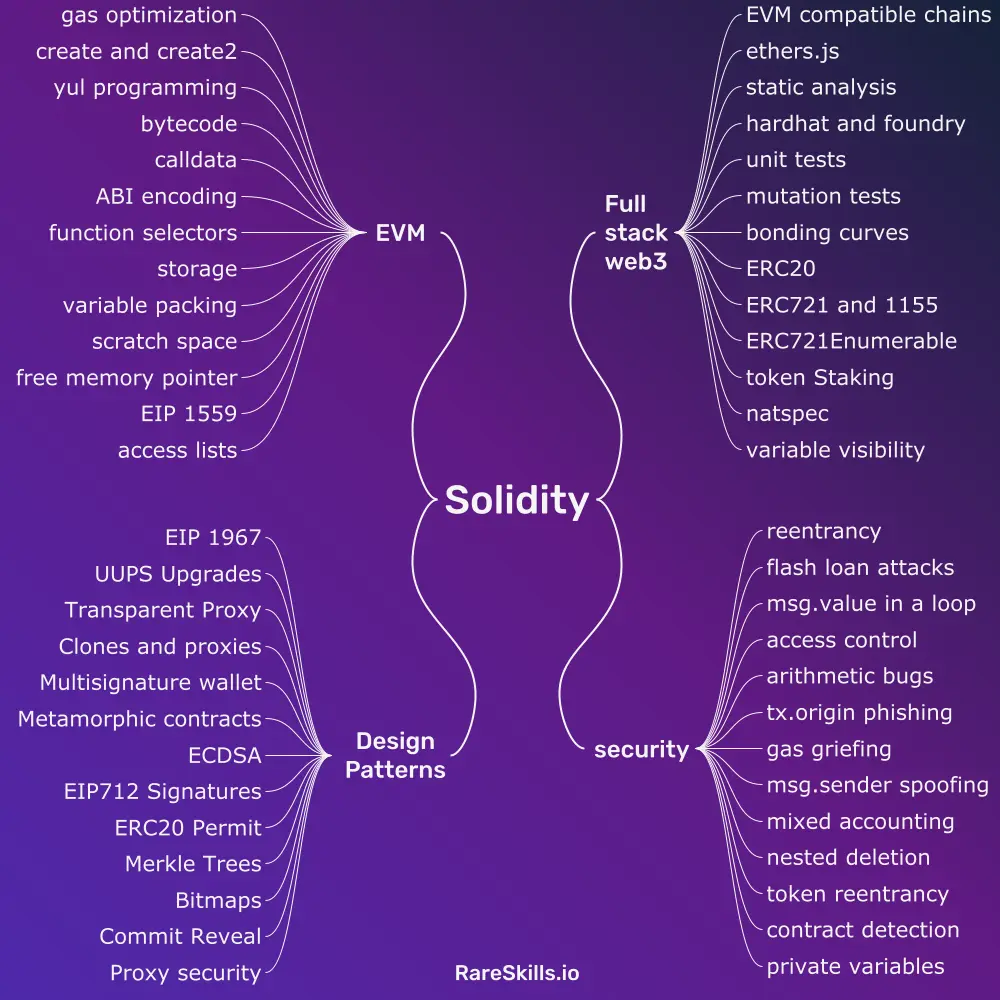 gas optimization
create and create2
yul programming
bytecode
calldata
ABI encoding
function selectors
storage
variable packing
scratch space
free memory pointer
EIP 1559
access lists
EVM
EVM compatible chains
ethers.js
static analysis
hardhat and foundry
unit tests
mutation tests
bonding curves
ERC20
ERC721 and 1155
ERC721Enumerable
token Staking
natspec
variable visibility
Full
stack
web3
Solidity
EIP 1967
UUPS Upgrades
Transparent Proxy
Clones and proxies
Multisignature wallet
Metamorphic contracts
ECDSA
EIP712 Signatures
ERC20 Permit
Merkle Trees
Bitmaps
Commit Reveal
Proxy security
Design
Patterns
reentrancy
flash loan attacks
msg.value in a loop
access control
arithmetic bugs
tx.origin phishing
gas griefing
msg.sender spoofing
mixed accounting
nested deletion
token reentrancy
contract detection
private variables
security
RareSkills.io